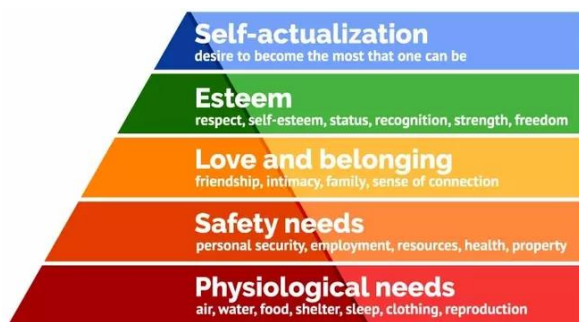 Self-actualization
desire to become the most that one can be
Esteem
respect, self-esteem, status, recognition, strength, freedom
Love and belonging
friendship, intimacy, family, sense of connection
Safety needs
personal security, employment, resources, health, property
Physiological needs
air, water, food, shelter, sleep, clothing, reproduction